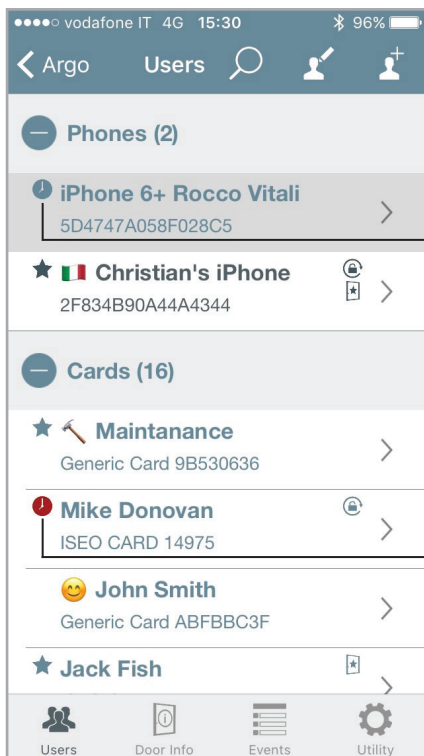 vodafone IT 4G 15:30 96%
Argo Users
Phones (2)
iPhone 6+ Rocco Vitali
5D4747A058F028C5
Christian's iPhone
2F834B90A44A4344
Cards (16)
Maintanance
Generic Card 9B530636
Mike Donovan
ISEO CARD 14975
John Smith
Generic Card ABFBBC3F
Jack Fish
Users Door Info Events Utility